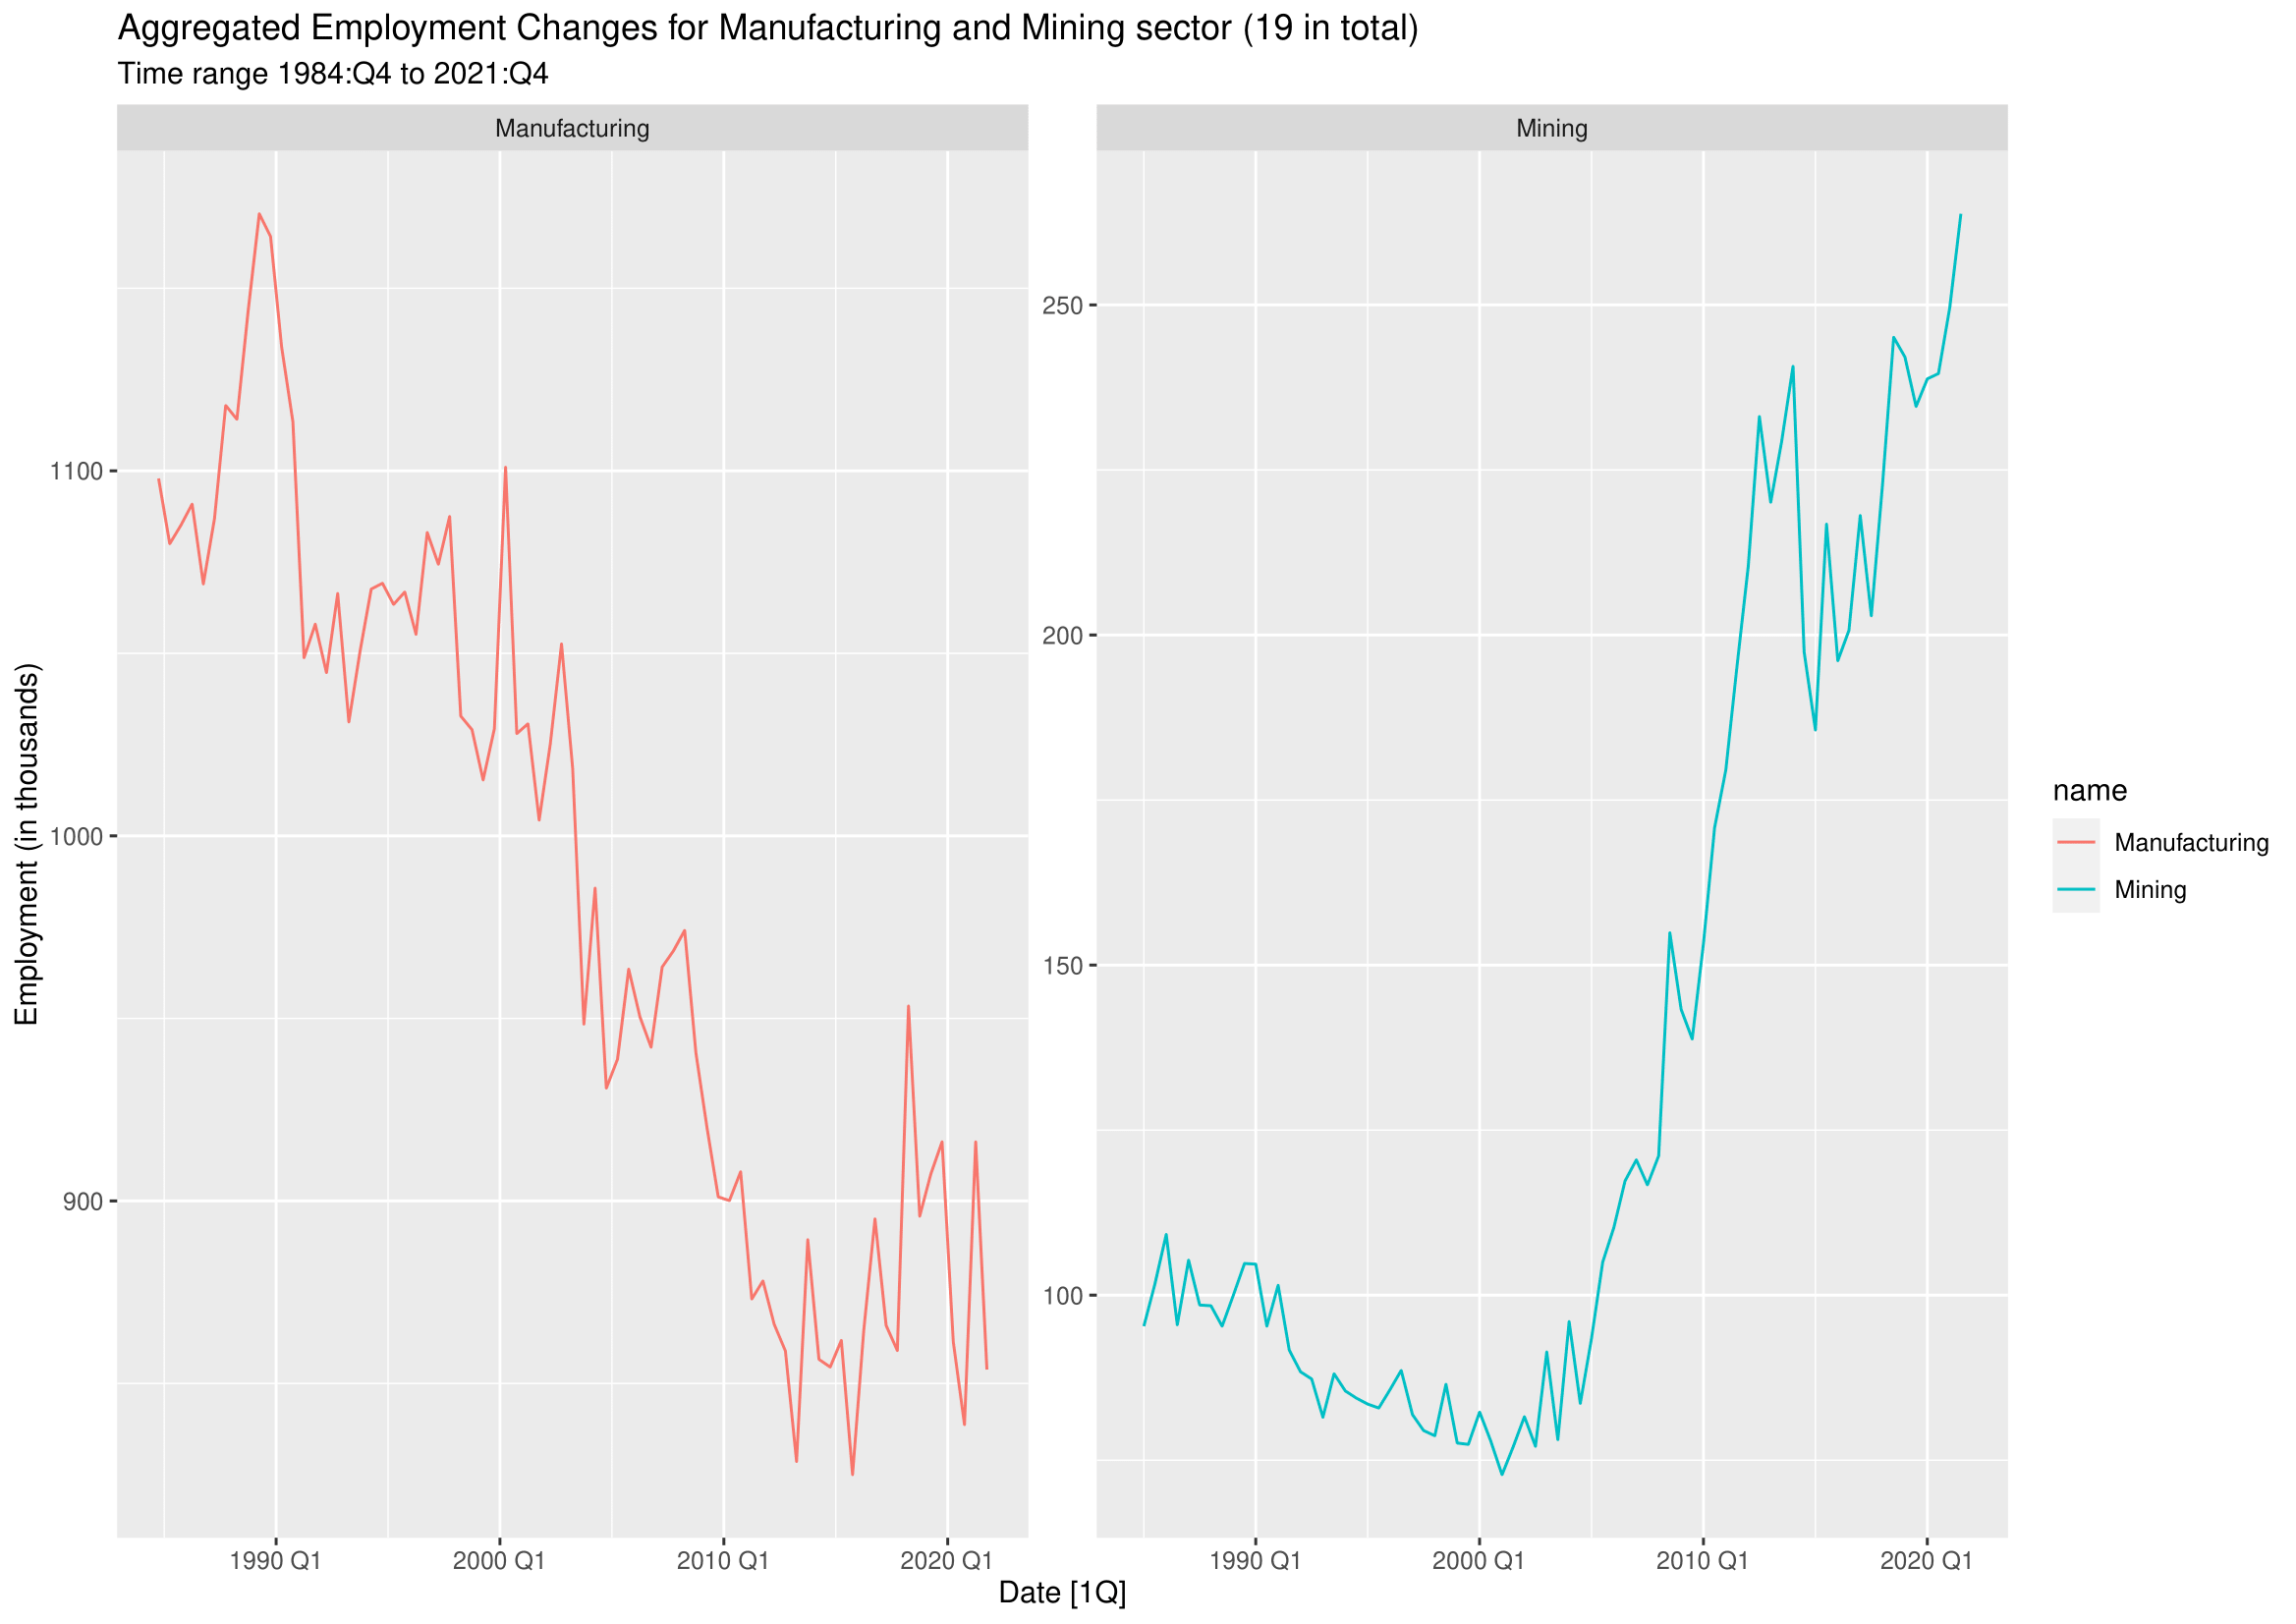 Aggregated Employment Changes for Manufacturing and Mining sector (19 in total)
Time range 1984:Q4 to 2021:Q4
Manufacturing
Mining
Employment (in thousands)
1100
1000
900
250
200
150
100
1990 Q1
2000 Q1
2010 Q1
2020 Q1
1990 Q1
2000 Q1
2010 Q1
2020 Q1
Date [1Q]
name
Manufacturing
Mining